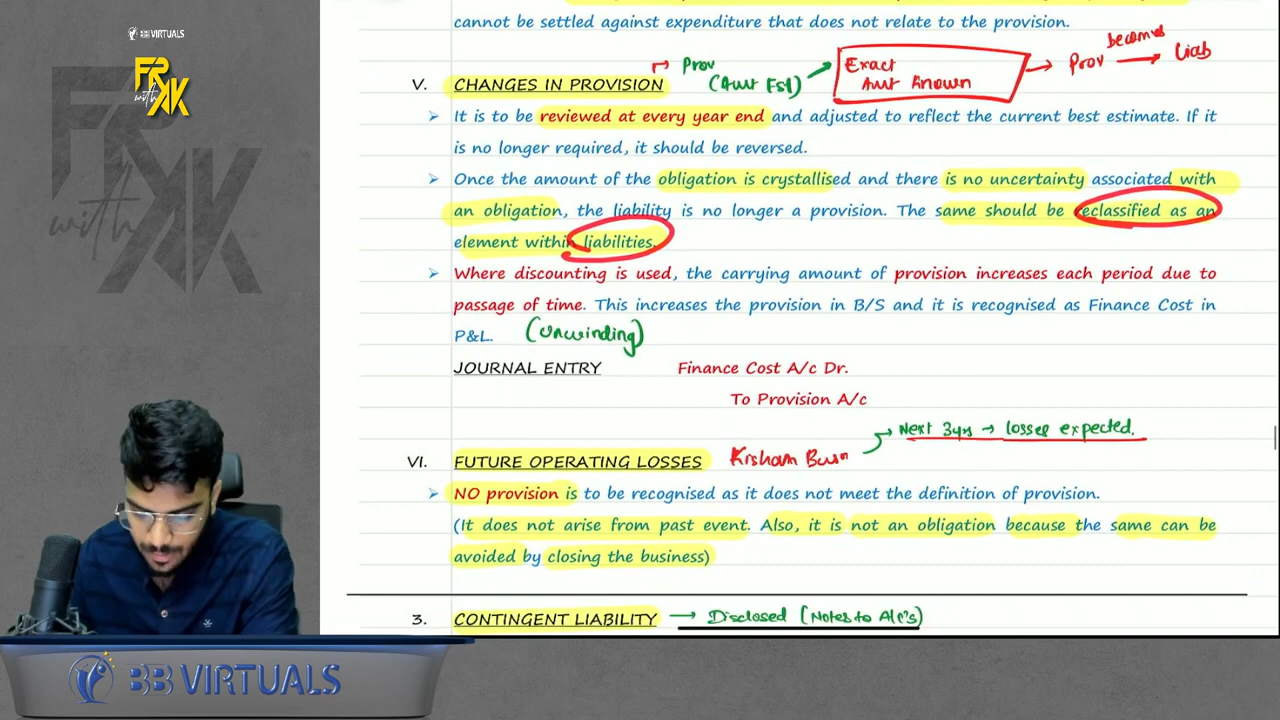 cannot be settled against expenditure that does not relate to the provision.
BB VIRTUALS
FR
with
AK
V. CHANGES IN PROVISION
Prov
(Amt Est)
Exact
Amt Known
Prov becomes Liab
➢ It is to be reviewed at every year end and adjusted to reflect the current best estimate. If it
is no longer required, it should be reversed.
➢ Once the amount of the obligation is crystallised and there is no uncertainty associated with
an obligation, the liability is no longer a provision. The same should be reclassified as an
element within liabilities.
➢ Where discounting is used, the carrying amount of provision increases each period due to
passage of time. This increases the provision in B/S and it is recognised as Finance Cost in
P&L. (Unwinding)
JOURNAL ENTRY Finance Cost A/c Dr.
To Provision A/c
Next 3yrs → losses expected.
VI. FUTURE OPERATING LOSSES
➢ NO provision is to be recognised as it does not meet the definition of provision.
(It does not arise from past event. Also, it is not an obligation because the same can be
avoided by closing the business)
3. CONTINGENT LIABILITY → Disclosed (Notes to A/c's)
BB VIRTUALS